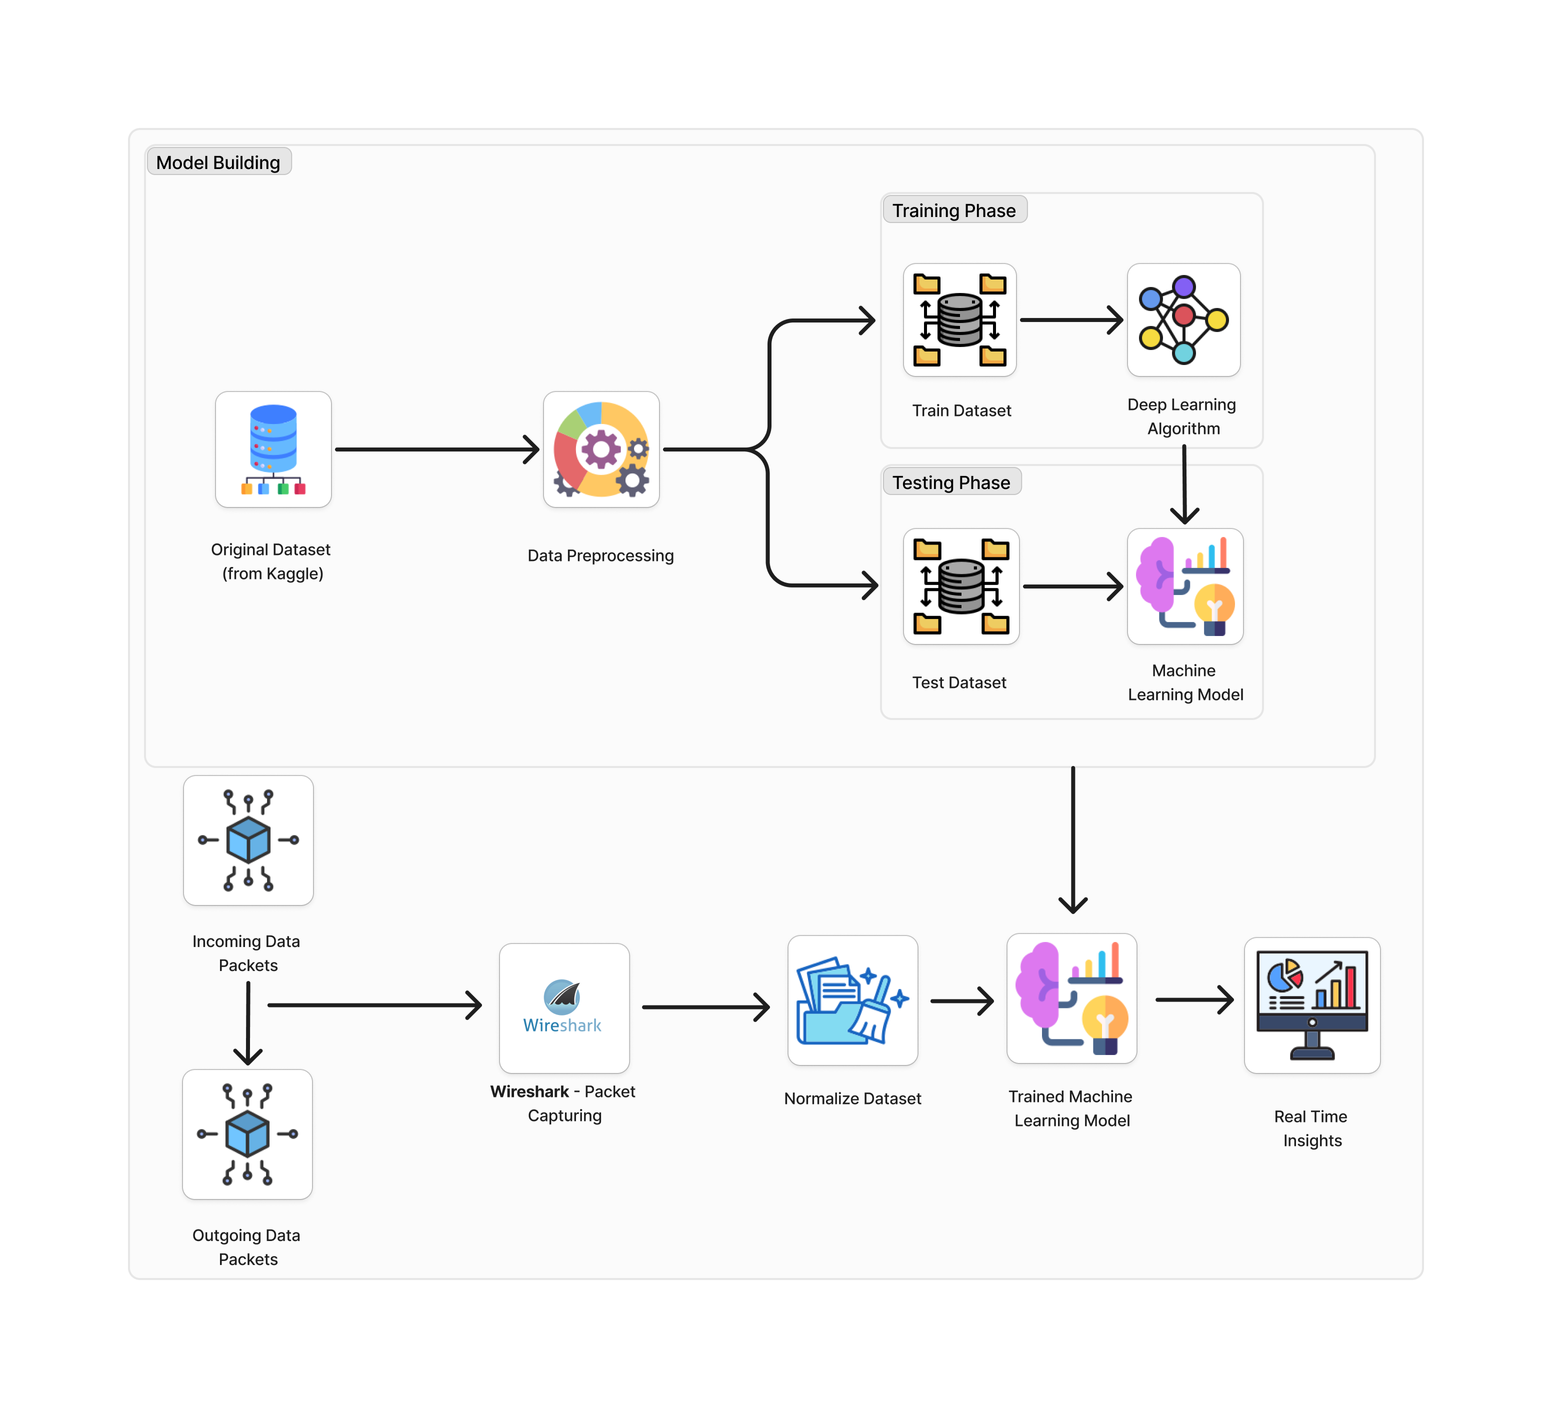 Model Building
Training Phase
Train Dataset
Deep Learning
Algorithm
Original Dataset
(from Kaggle)
Data Preprocessing
Testing Phase
Test Dataset
Machine
Learning Model
Incoming Data
Packets
Wireshark
Wireshark - Packet
Capturing
Normalize Dataset
Trained Machine
Learning Model
Real Time
Insights
Outgoing Data
Packets